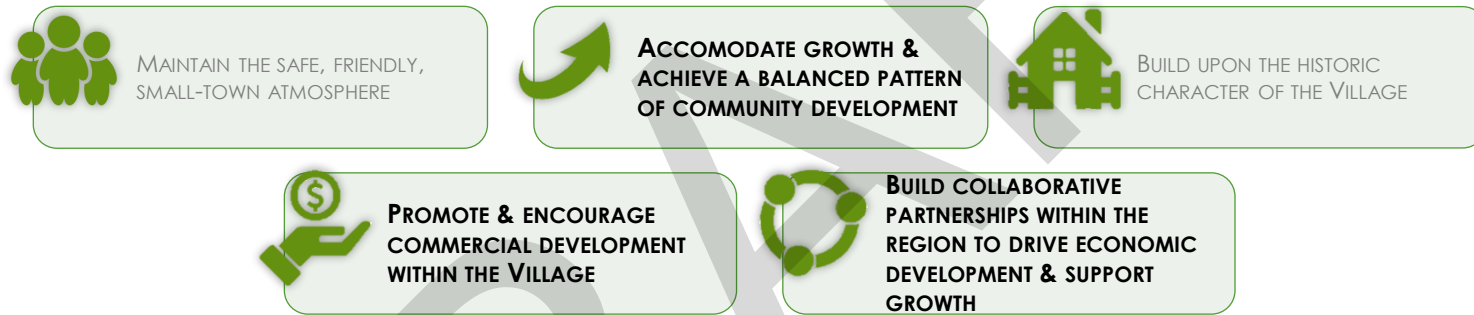 MAINTAIN THE SAFE, FRIENDLY,
SMALL-TOWN ATMOSPHERE
ACCOMODATE GROWTH &
ACHIEVE A BALANCED PATTERN
OF COMMUNITY DEVELOPMENT
BUILD UPON THE HISTORIC
CHARACTER OF THE VILLAGE
$
PROMOTE & ENCOURAGE
COMMERCIAL DEVELOPMENT
WITHIN THE VILLAGE
BUILD COLLABORATIVE
PARTNERSHIPS WITHIN THE
REGION TO DRIVE ECONOMIC
DEVELOPMENT & SUPPORT
GROWTH